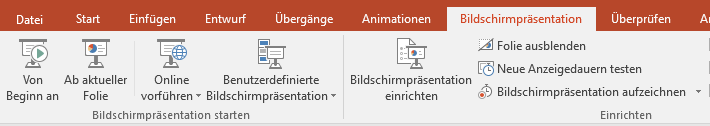 Datei Start Einfügen Entwurf Übergänge Animationen Bildschirmpräsentation Überprüfen
Von Beginn an
Ab aktueller Folie
Online vorführen
Benutzerdefinierte Bildschirmpräsentation
Bildschirmpräsentation einrichten
Folie ausblenden
Neue Anzeigedauern testen
Bildschirmpräsentation aufzeichnen
Bildschirmpräsentation starten
Einrichten